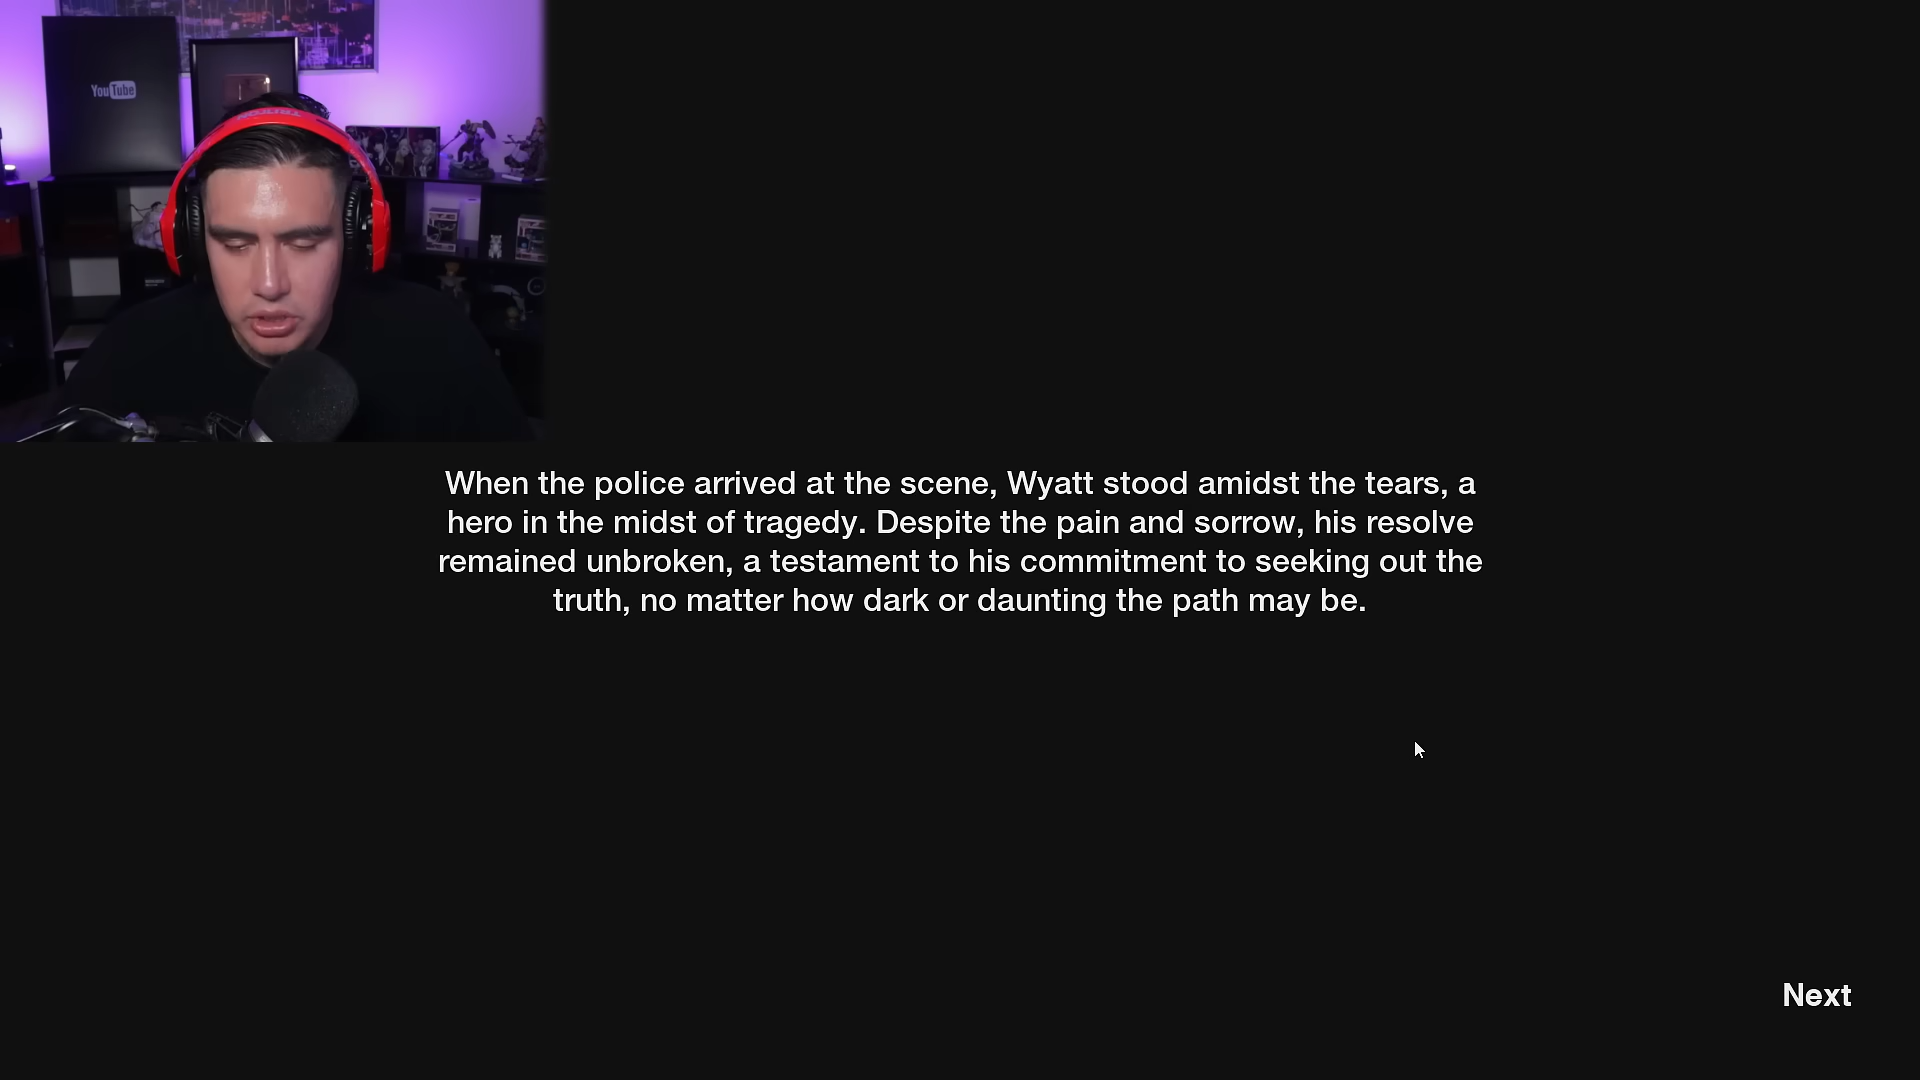 YouTube
When the police arrived at the scene, Wyatt stood amidst the tears, a
hero in the midst of tragedy. Despite the pain and sorrow, his resolve
remained unbroken, a testament to his commitment to seeking out the
truth, no matter how dark or daunting the path may be.
Next